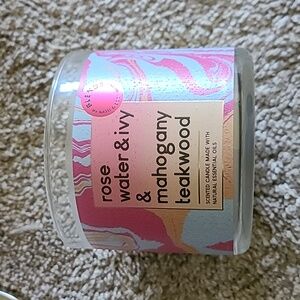 rose
water & ivy
&
mahogany
teakwood
SCENTED CANDLE MADE WITH
NATURAL ESSENTIAL OILS